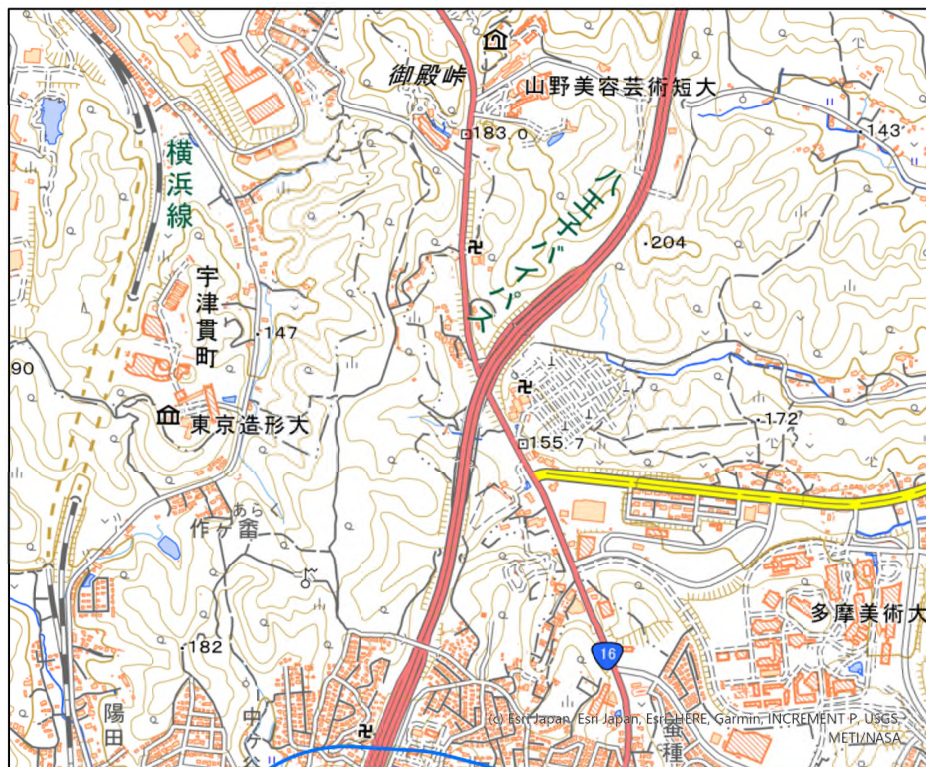 御殿峠
山野美容芸術短大
183.0
143
横浜線
八王子バイパス
204
宇津貫町
147
90
172
東京造形大
155.7
あらく
作ヶ畨
多摩美術大
16
182
陽田
中
(c) Esri Japan, Esri Japan, Esri, HERE, Garmin, INCREMENT P, USGS,
METI/NASA
種